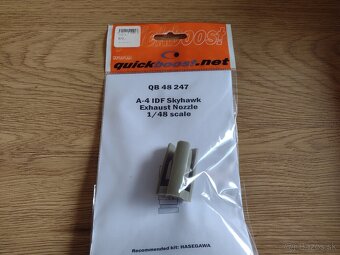 quickboost.net
QB 48 247
A-4 IDF Skyhawk
Exhaust Nozzle
1/48 scale
Recommended kit: HASEGAWA